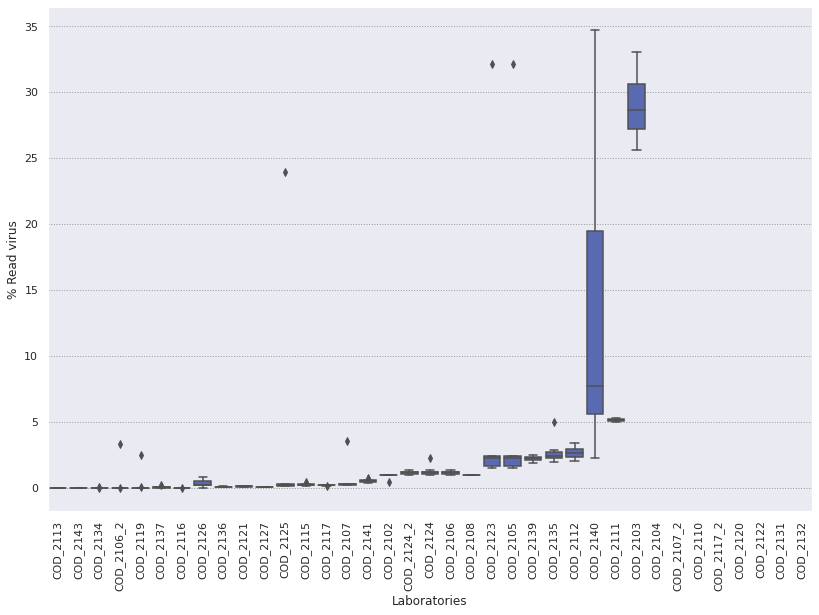 35
30
25
20
15
10
5
0
% Read virus
COD_2113
COD_2143
COD_2134
COD_2106_2
COD_2119
COD_2137
COD_2116
COD_2126
COD_2136
COD_2121
COD_2127
COD_2125
COD_2115
COD_2117
COD_2107
COD_2141
COD_2102
COD_2124_2
COD_2124
COD_2106
COD_2108
COD_2123
COD_2105
COD_2139
COD_2135
COD_2112
COD_2140
COD_2111
COD_2103
COD_2104
COD_2107_2
COD_2110
COD_2117_2
COD_2120
COD_2122
COD_2131
COD_2132
Laboratories